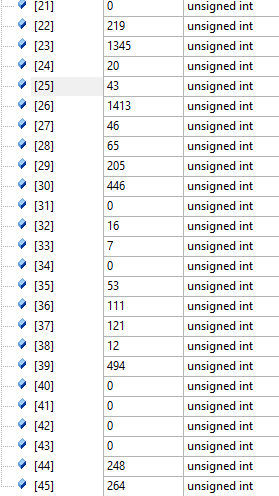 [21] 0 unsigned int
[22] 219 unsigned int
[23] 1345 unsigned int
[24] 20 unsigned int
[25] 43 unsigned int
[26] 1413 unsigned int
[27] 46 unsigned int
[28] 65 unsigned int
[29] 205 unsigned int
[30] 446 unsigned int
[31] 0 unsigned int
[32] 16 unsigned int
[33] 7 unsigned int
[34] 0 unsigned int
[35] 53 unsigned int
[36] 111 unsigned int
[37] 121 unsigned int
[38] 12 unsigned int
[39] 494 unsigned int
[40] 0 unsigned int
[41] 0 unsigned int
[42] 0 unsigned int
[43] 0 unsigned int
[44] 248 unsigned int
[45] 264 unsigned int